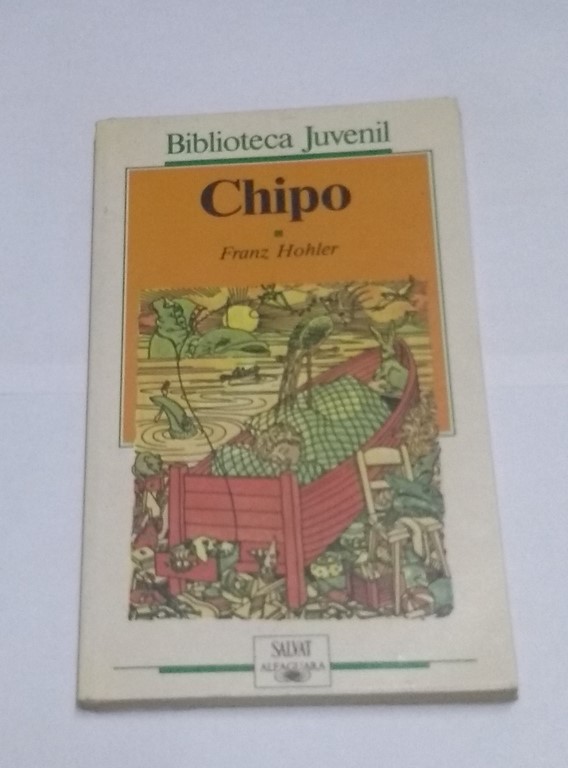 Biblioteca Juvenil
Chipo
Franz Hohler
SALVAT
ALFAGUARA